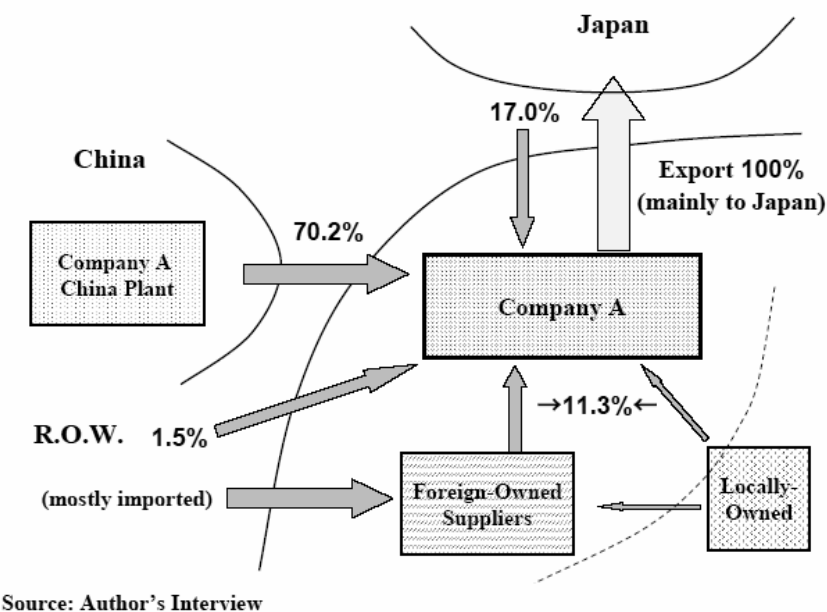 Japan
17.0%
China
Export 100%
(mainly to Japan)
70.2%
Company A
China Plant
Company A
→11.3%←
R.O.W. 1.5%
(mostly imported)
Foreign-Owned
Suppliers
Locally-
Owned
Source: Author's Interview